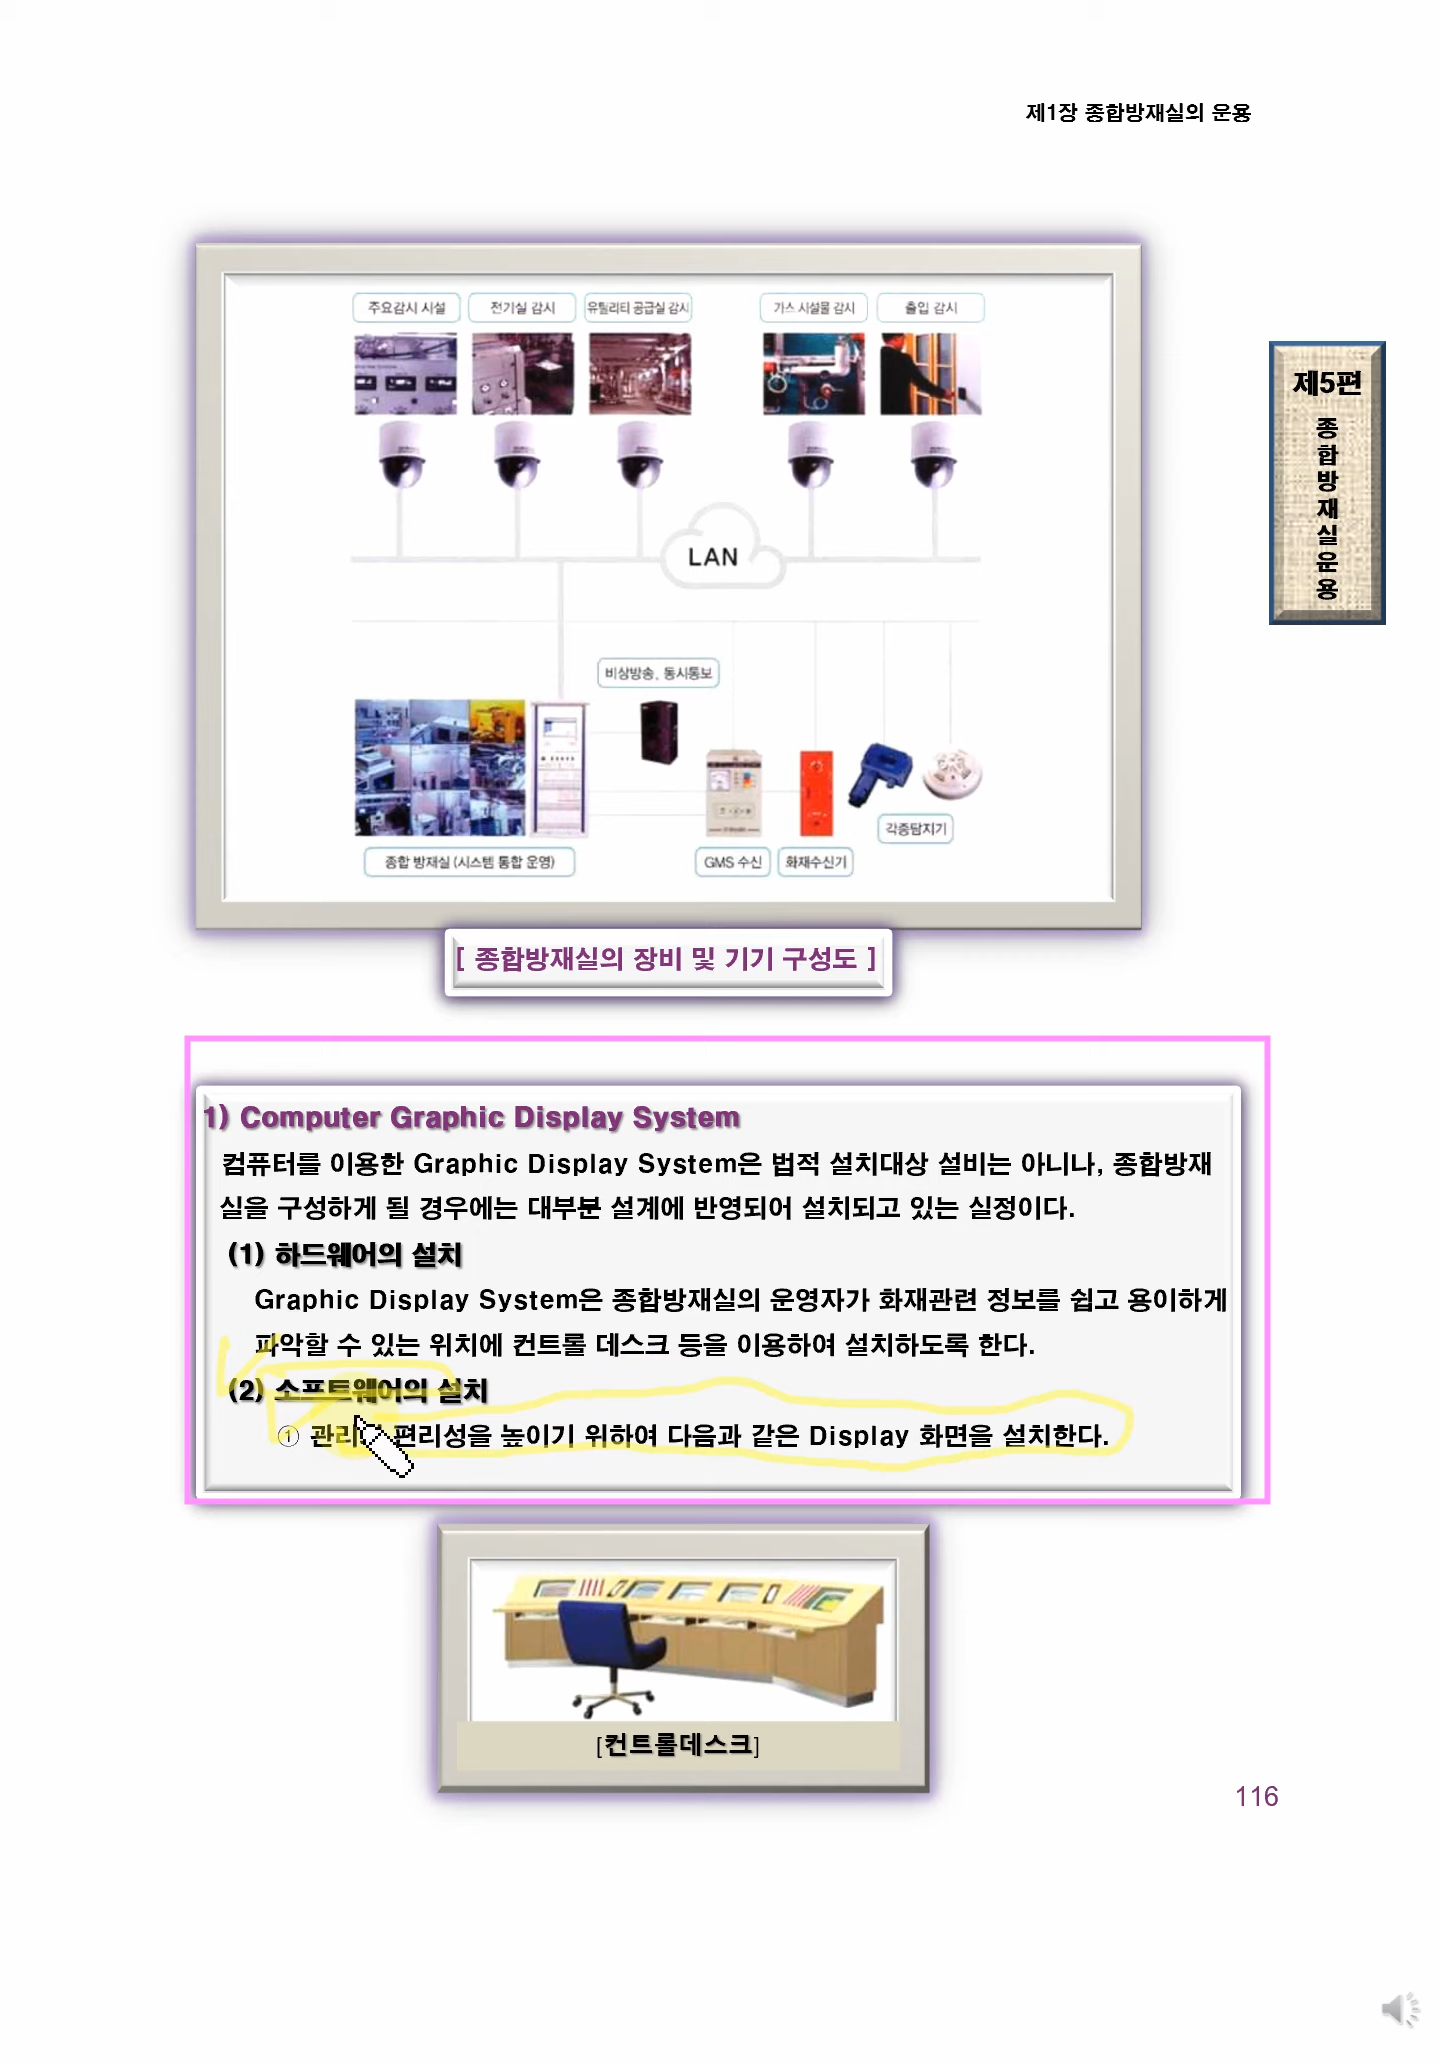 제1장 종합방재실의 운용
제5편
종합방재실운용
주요감시 시설
전기실 감시
유틸리티 공급실 감시
가스 시설물 감시
출입 감시
LAN
비상방송, 동시통보
각종탐지기
종합 방재실 (시스템 통합 운영)
GMS 수신
화재수신기
[ 종합방재실의 장비 및 기기 구성도 ]
1) Computer Graphic Display System
컴퓨터를 이용한 Graphic Display System은 법적 설치대상 설비는 아니나, 종합방재
실을 구성하게 될 경우에는 대부분 설계에 반영되어 설치되고 있는 실정이다.
(1) 하드웨어의 설치
Graphic Display System은 종합방재실의 운영자가 화재관련 정보를 쉽고 용이하게
파악할 수 있는 위치에 컨트롤 데스크 등을 이용하여 설치하도록 한다.
(2) 소프트웨어의 설치
① 관리 편리성을 높이기 위하여 다음과 같은 Display 화면을 설치한다.
[컨트롤데스크]
116